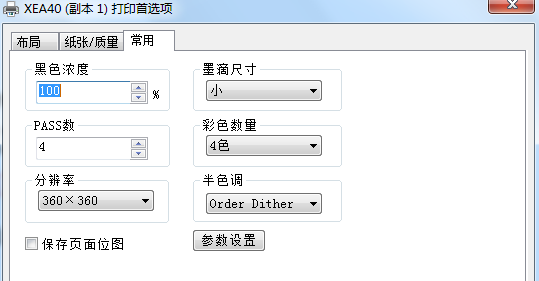 XEA40 (副本 1) 打印首选项
布局 纸张/质量 常用
黑色浓度 墨滴尺寸
100 % 小
PASS数 彩色数量
4 4色
分辨率 半色调
360×360 Order Dither
保存页面位图 参数设置